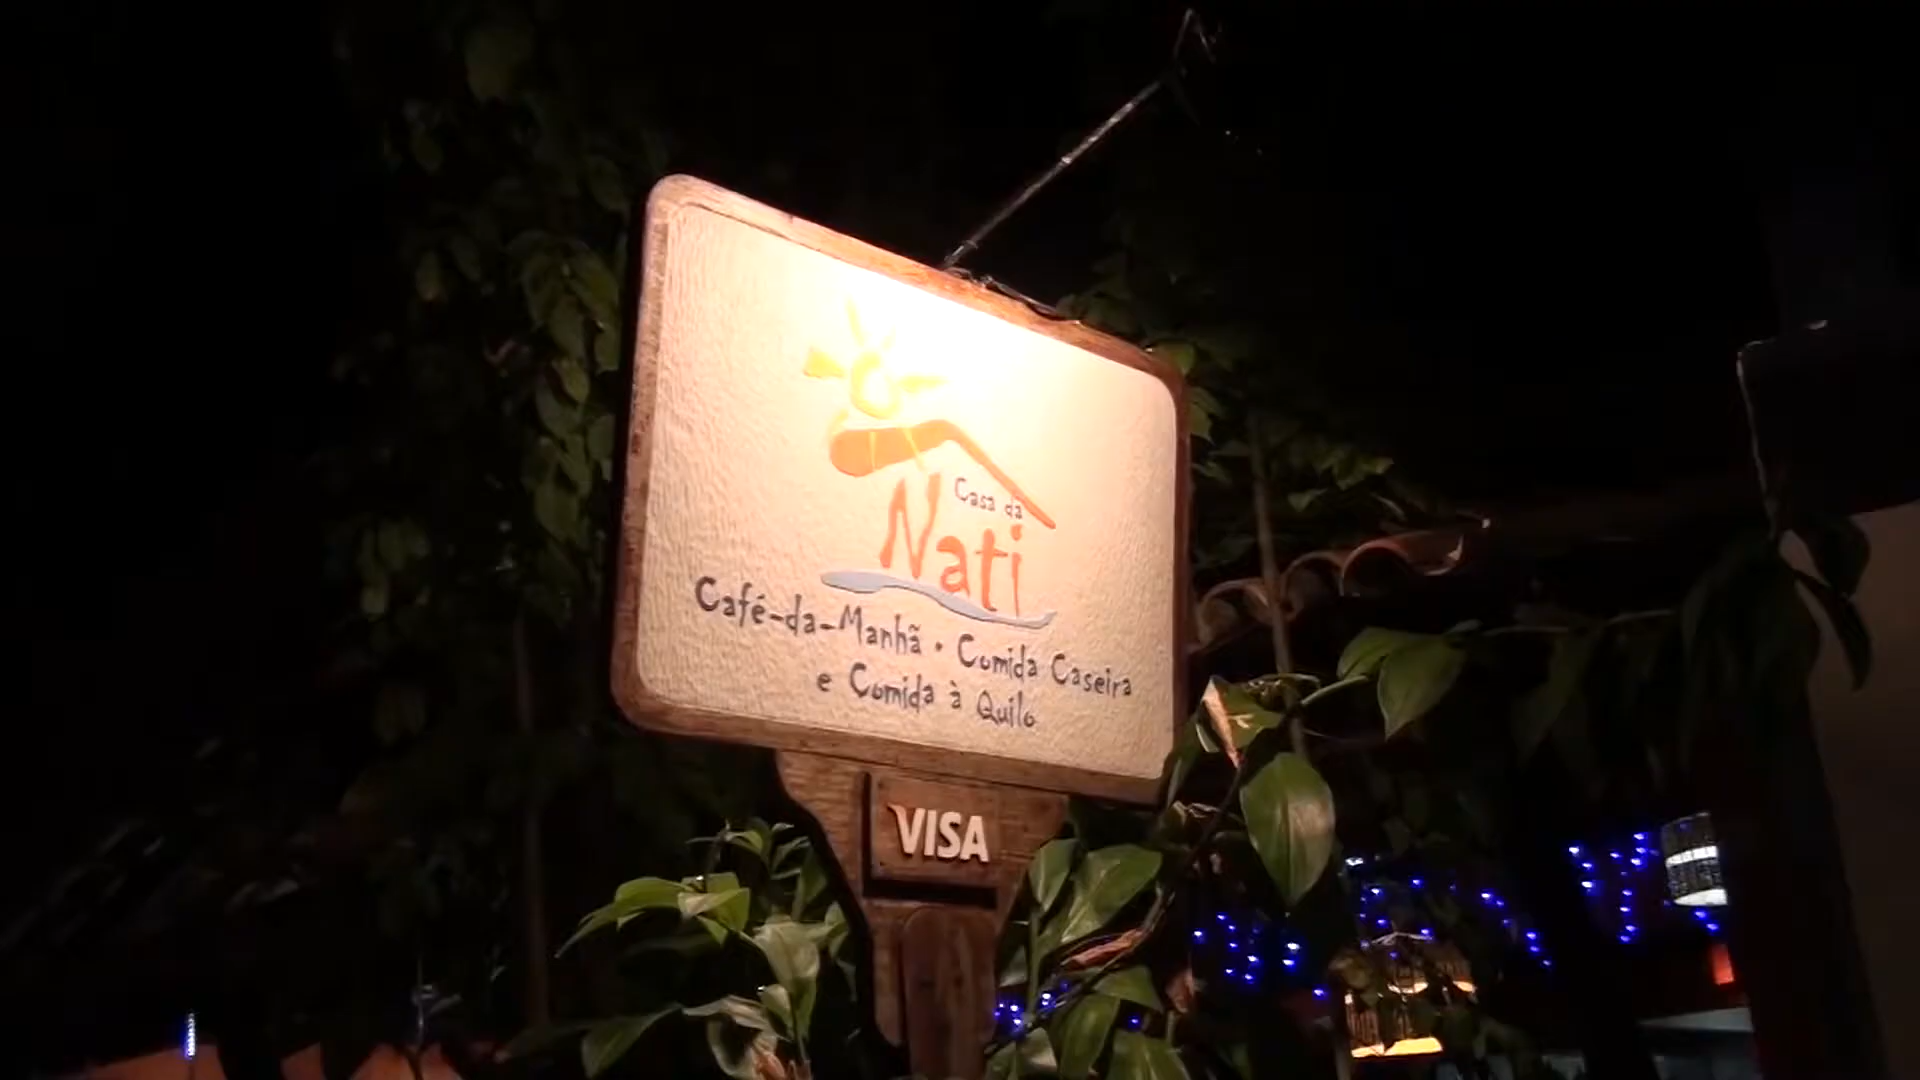 Casa da
Nati
Café-da-Manhã • Comida Caseira
e Comida à Quilo
VISA